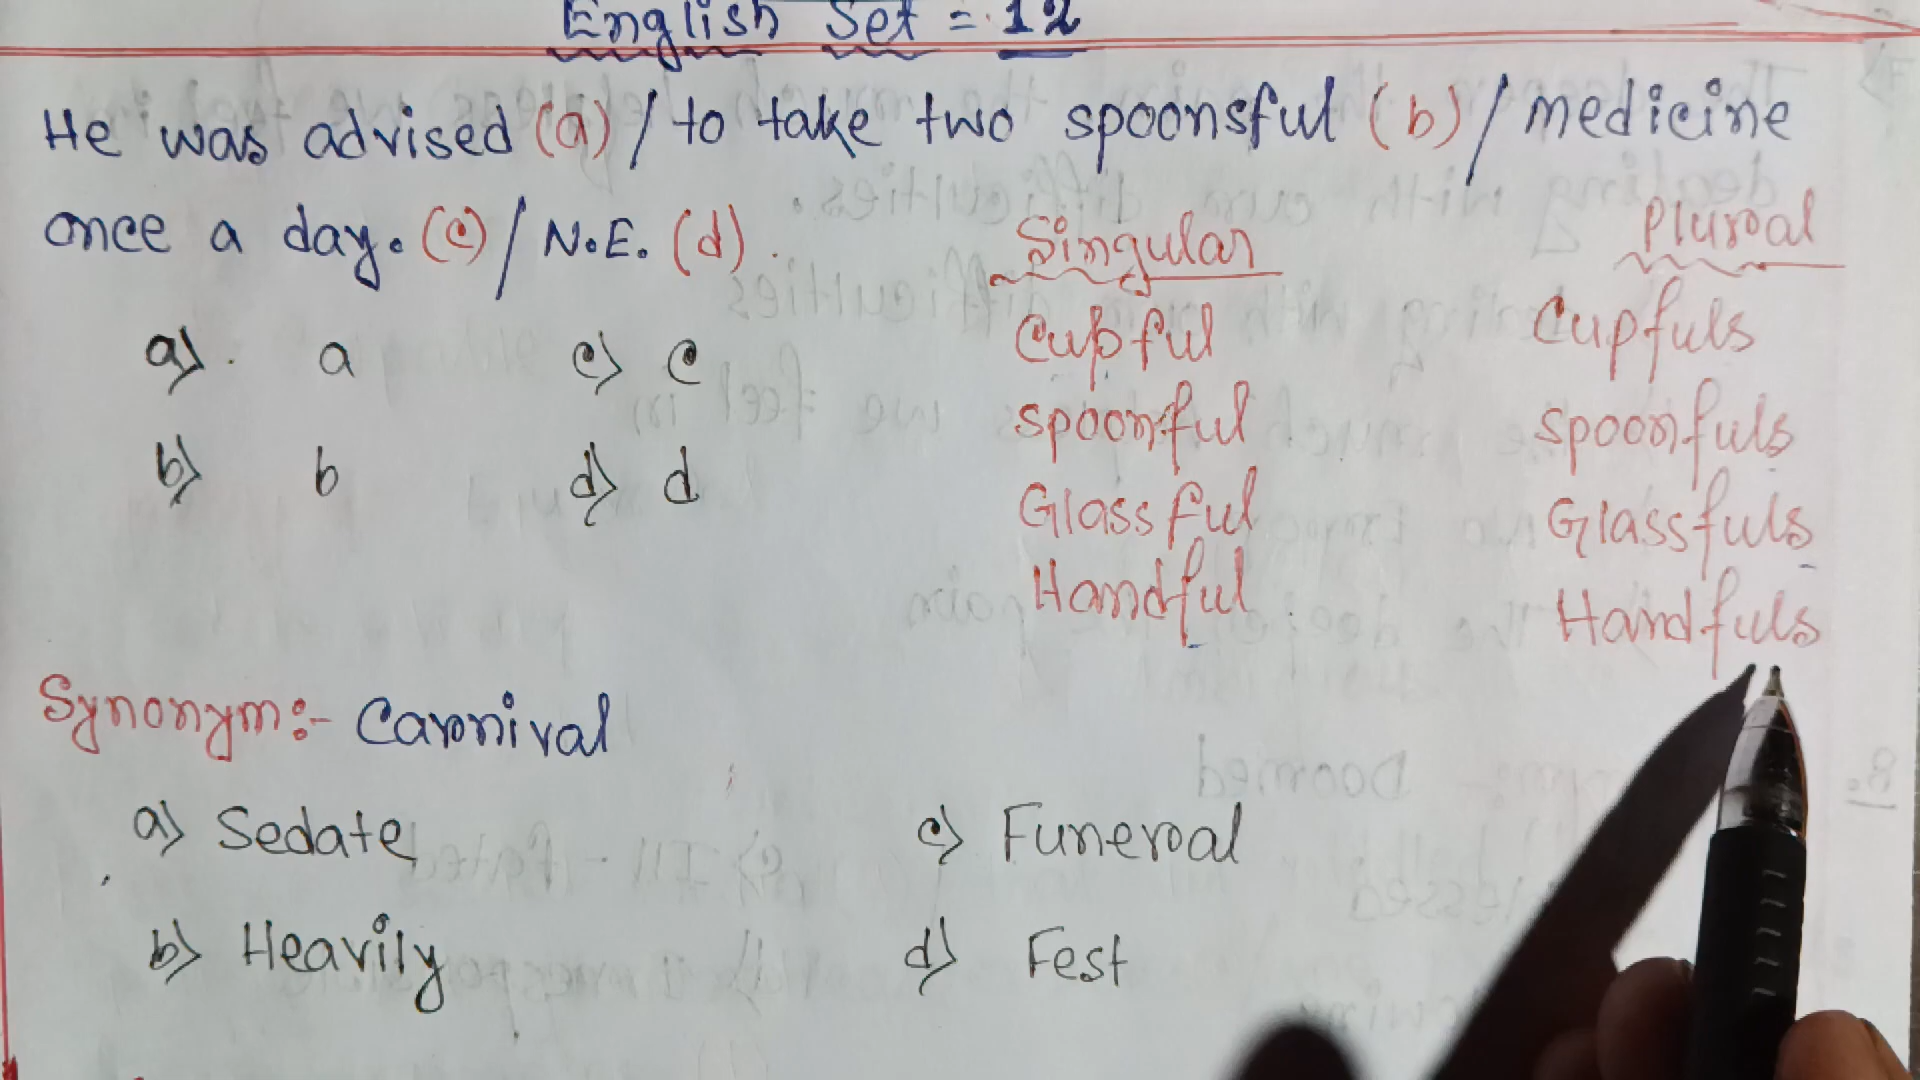 English Set = 12
He was advised (a) / to take two spoonsful (b) / medicine
once a day. (c) / N.E. (d).
Singular Plural
a) a c) c Cupful Cupfuls
b) b d) d Spoonful Spoonfuls
Glassful Glassfuls
Handful Handfuls
Synonym:- Carnival
a) Sedate c) Funeral
b) Heavily d) Fest